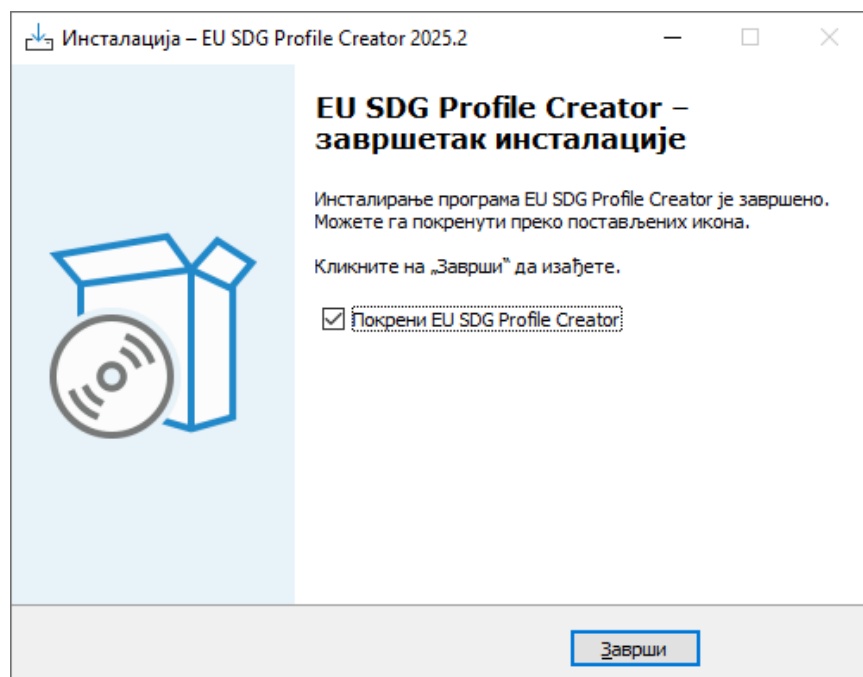 Инсталација – EU SDG Profile Creator 2025.2
EU SDG Profile Creator –
завршетак инсталације
Инсталирање програма EU SDG Profile Creator је завршено.
Можете га покренути преко постављених икона.
Кликните на „Заврши“ да изађете.
Покрени EU SDG Profile Creator
Заврши